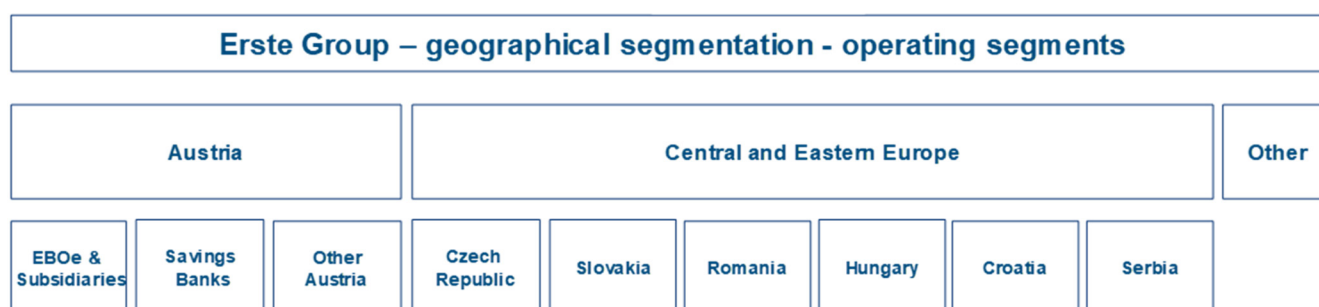 Erste Group – geographical segmentation - operating segments
Austria
Central and Eastern Europe
Other
EBOe &
Subsidiaries
Savings
Banks
Other
Austria
Czech
Republic
Slovakia
Romania
Hungary
Croatia
Serbia